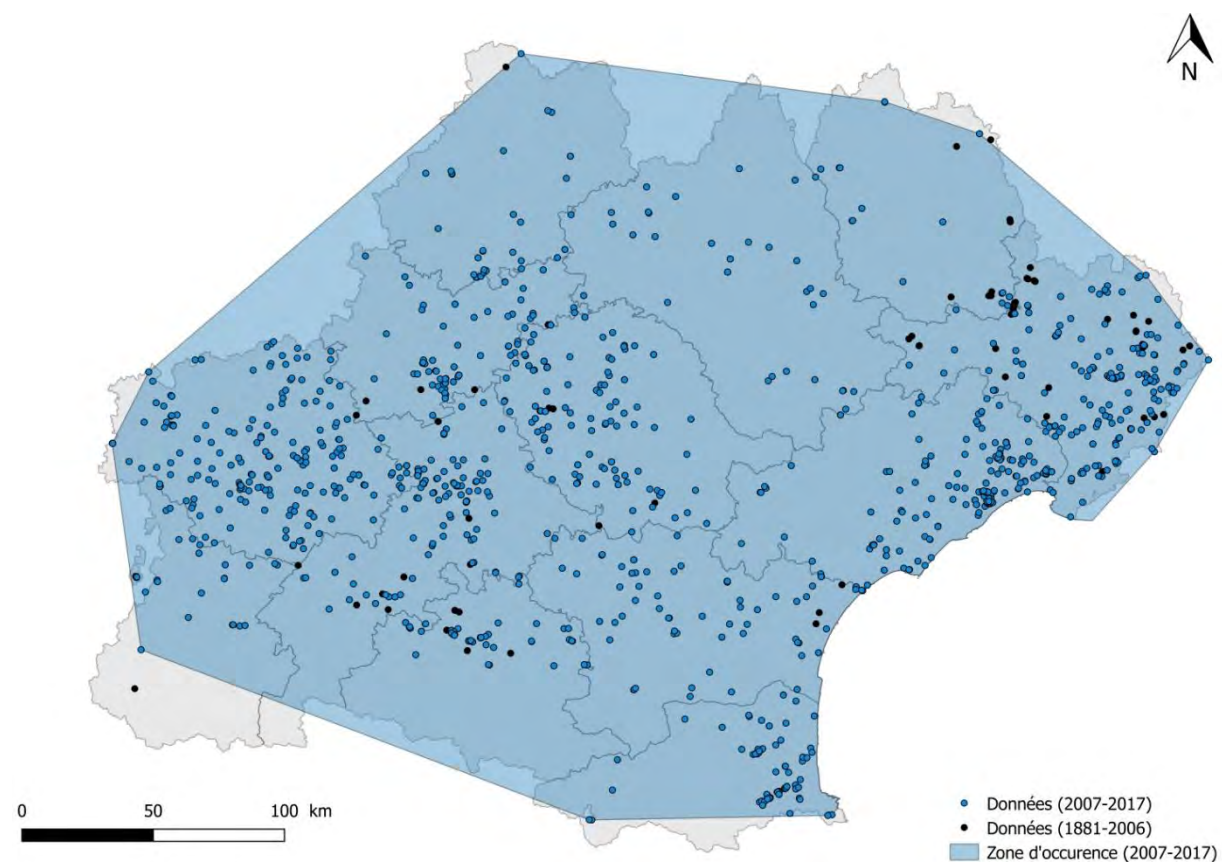 N
0 50 100 km
Données (2007-2017)
Données (1881-2006)
Zone d'occurence (2007-2017)